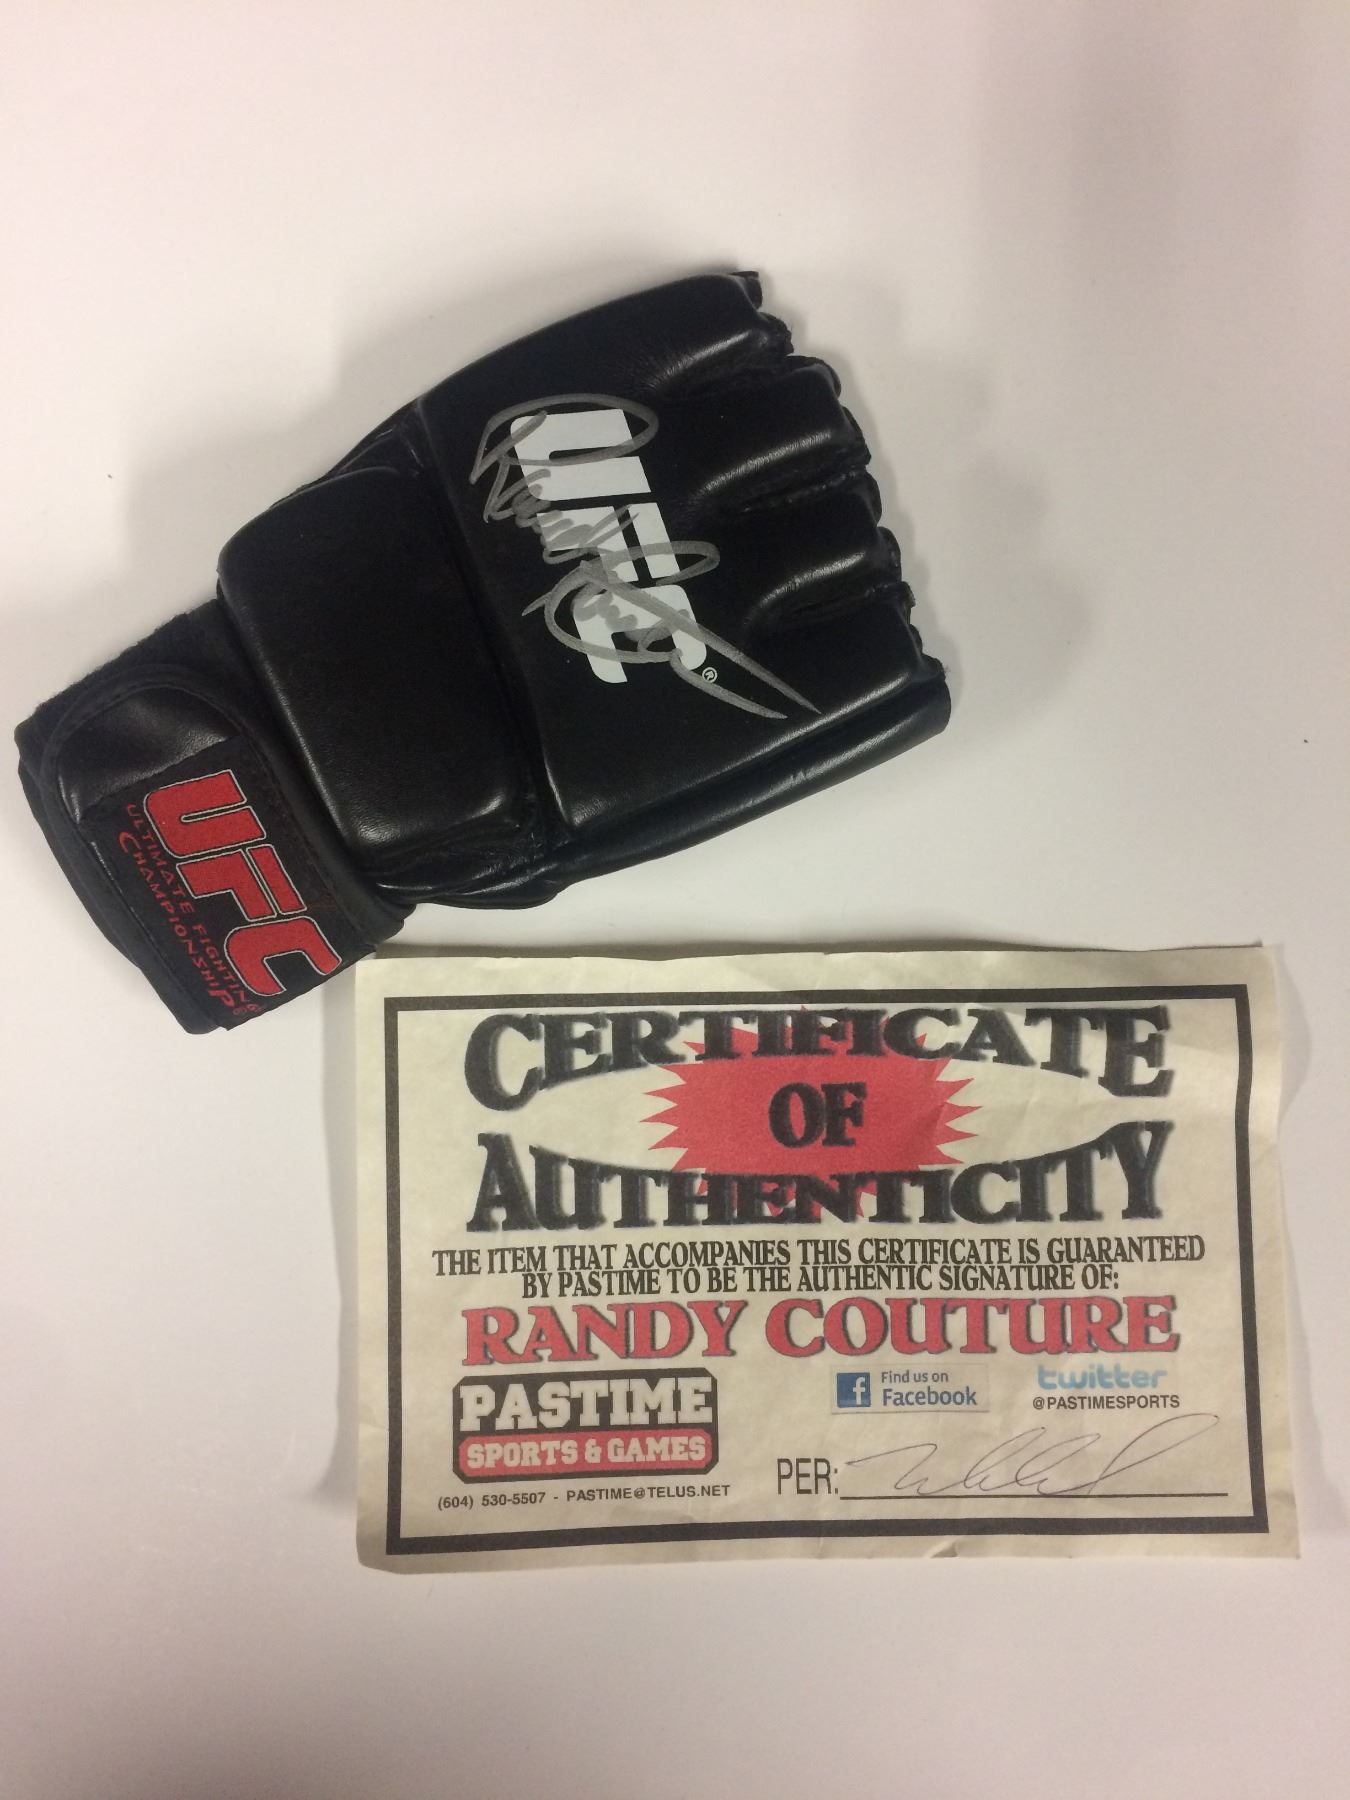 Randy Couture
UFC®
UFC
ULTIMATE FIGHTING
CHAMPIONSHIP®
CERTIFICATE
OF
AUTHENTICITY
THE ITEM THAT ACCOMPANIES THIS CERTIFICATE IS GUARANTEED
BY PASTIME TO BE THE AUTHENTIC SIGNATURE OF:
RANDY COUTURE
PASTIME
SPORTS & GAMES
(604) 530-5507 - PASTIME@TELUS.NET
f Find us on
Facebook
twitter
@PASTIMESPORTS
PER: